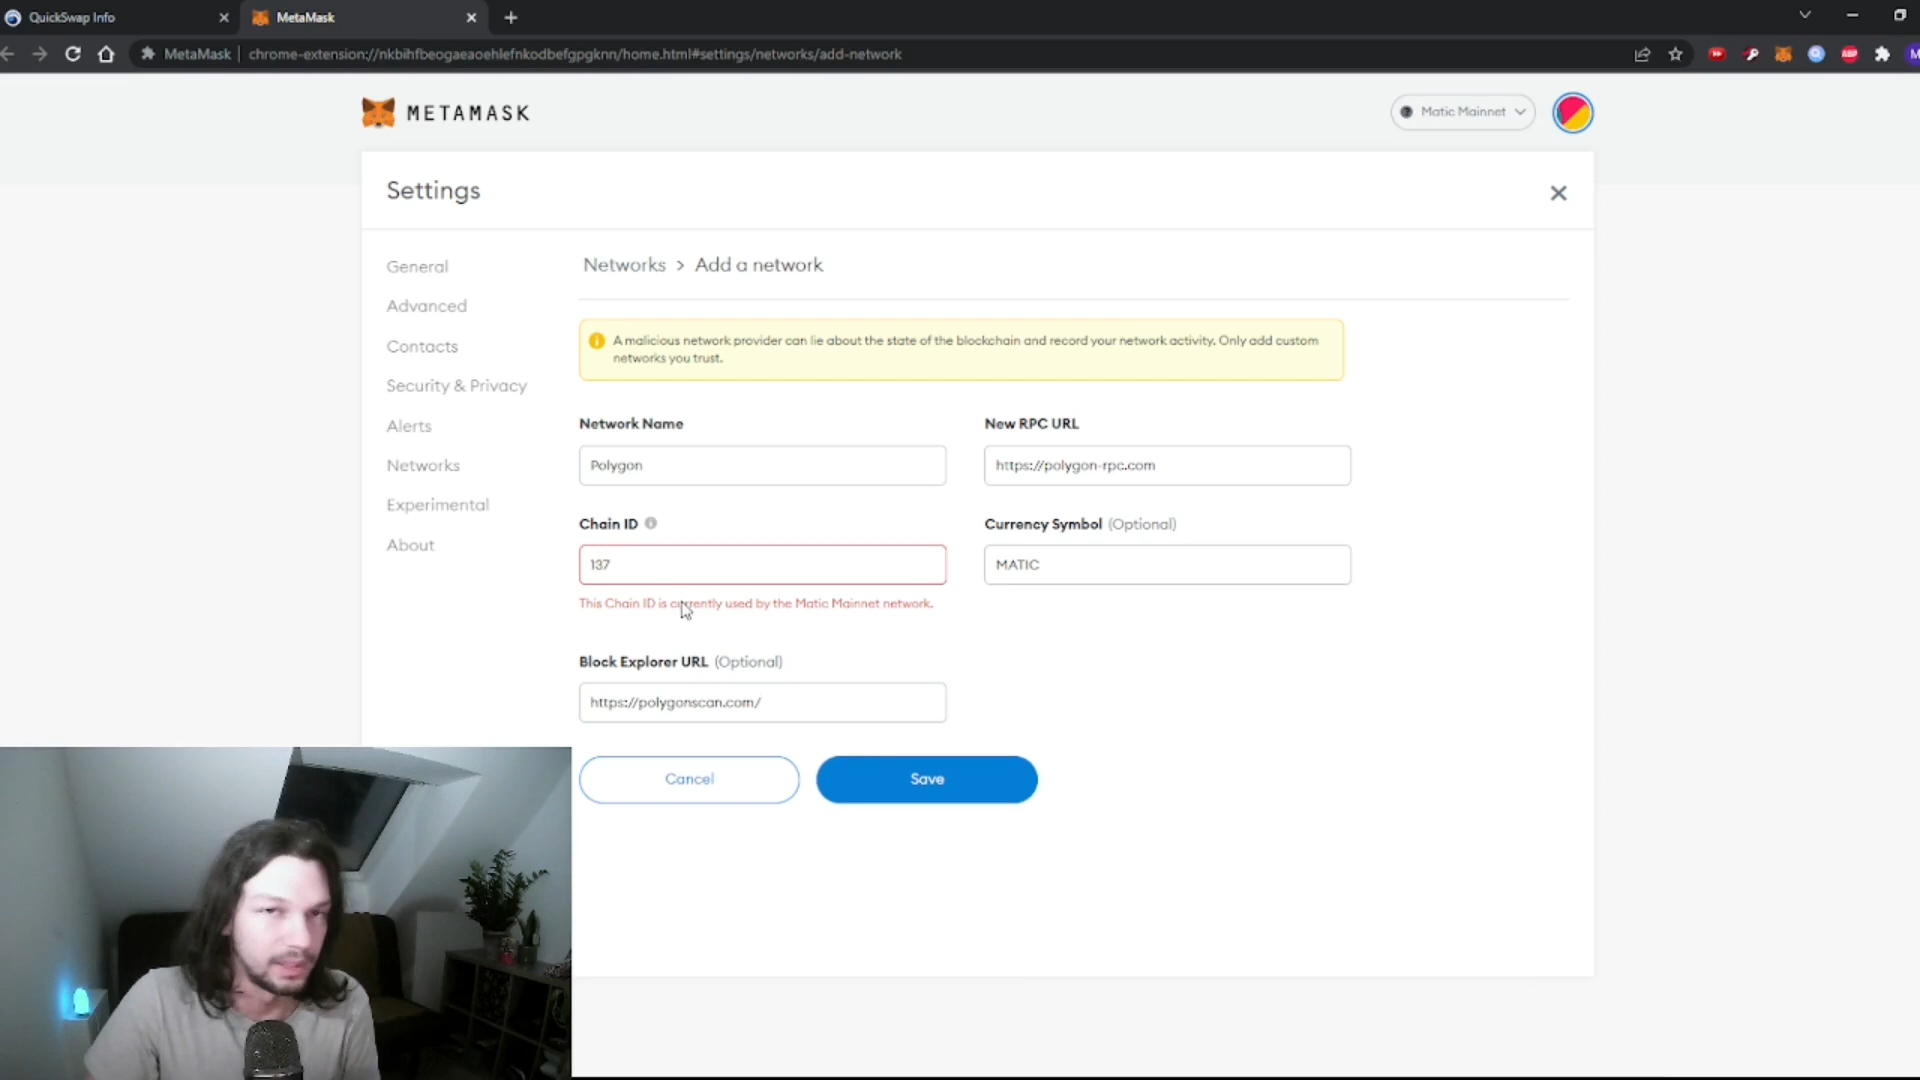 QuickSwap Info
MetaMask
MetaMask
chrome-extension://nkbihfbeogaeaoehlefnkodbefgpgknn/home.html#settings/networks/add-network
ABP
M
METAMASK
Matic Mainnet
Settings
General
Advanced
Contacts
Security & Privacy
Alerts
Networks
Experimental
About
Networks > Add a network
A malicious network provider can lie about the state of the blockchain and record your network activity. Only add custom
networks you trust.
Network Name
New RPC URL
Polygon
https://polygon-rpc.com
Chain ID
Currency Symbol (Optional)
137
MATIC
This Chain ID is currently used by the Matic Mainnet network.
Block Explorer URL (Optional)
https://polygonscan.com/
Cancel
Save